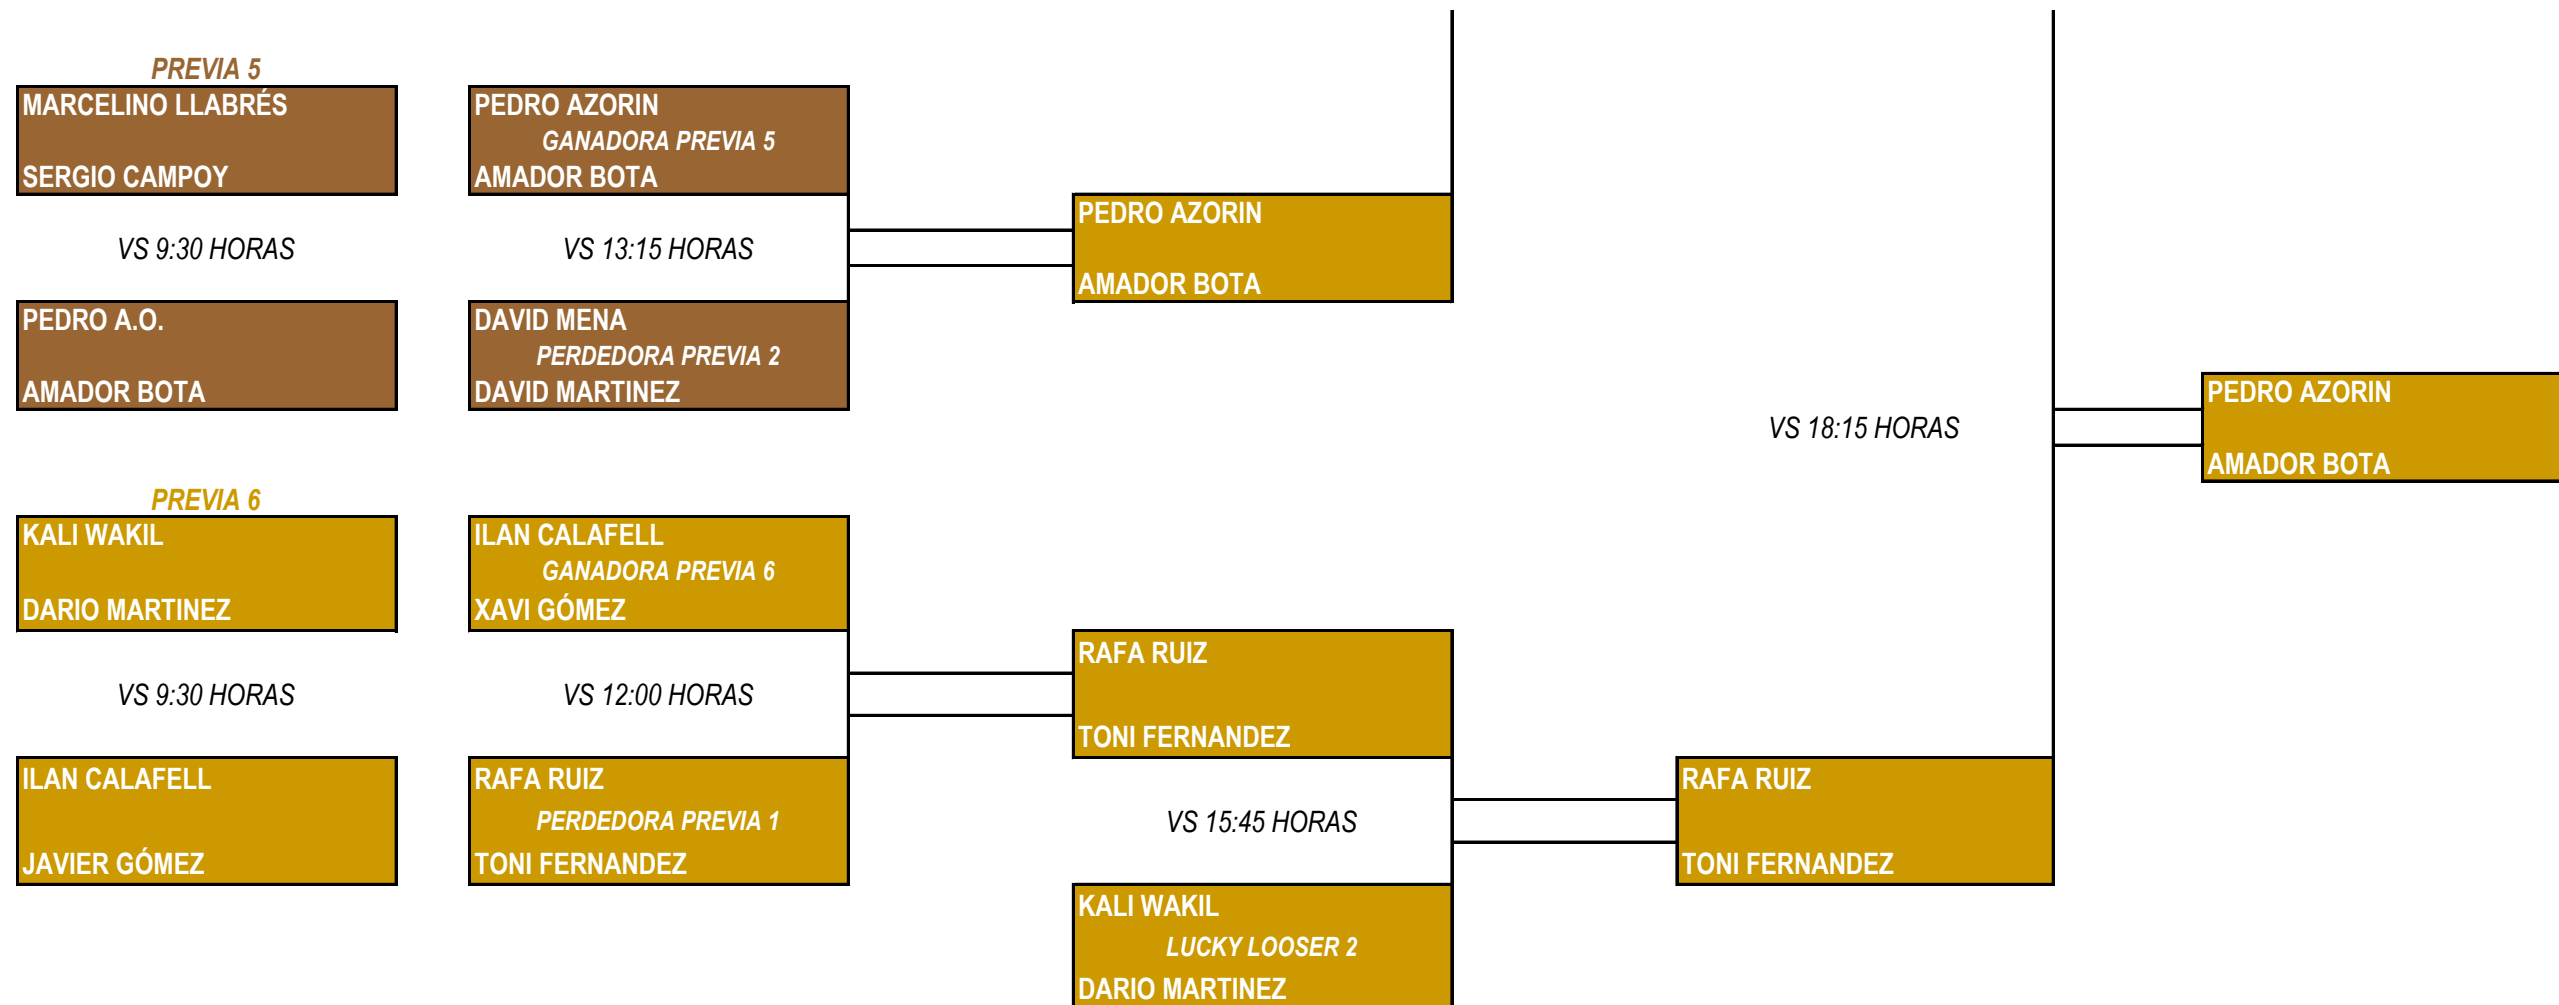 PREVIA 5
MARCELINO LLABRÉS
SERGIO CAMPOY
VS 9:30 HORAS
PEDRO A.O.
AMADOR BOTA
PREVIA 6
KALI WAKIL
DARIO MARTINEZ
VS 9:30 HORAS
ILAN CALAFELL
JAVIER GÓMEZ
PEDRO AZORIN
GANADORA PREVIA 5
AMADOR BOTA
VS 13:15 HORAS
DAVID MENA
PERDEDORA PREVIA 2
DAVID MARTINEZ
ILAN CALAFELL
GANADORA PREVIA 6
XAVI GÓMEZ
VS 12:00 HORAS
RAFA RUIZ
PERDEDORA PREVIA 1
TONI FERNANDEZ
PEDRO AZORIN
AMADOR BOTA
RAFA RUIZ
TONI FERNANDEZ
VS 15:45 HORAS
KALI WAKIL
LUCKY LOOSER 2
DARIO MARTINEZ
VS 18:15 HORAS
RAFA RUIZ
TONI FERNANDEZ
PEDRO AZORIN
AMADOR BOTA